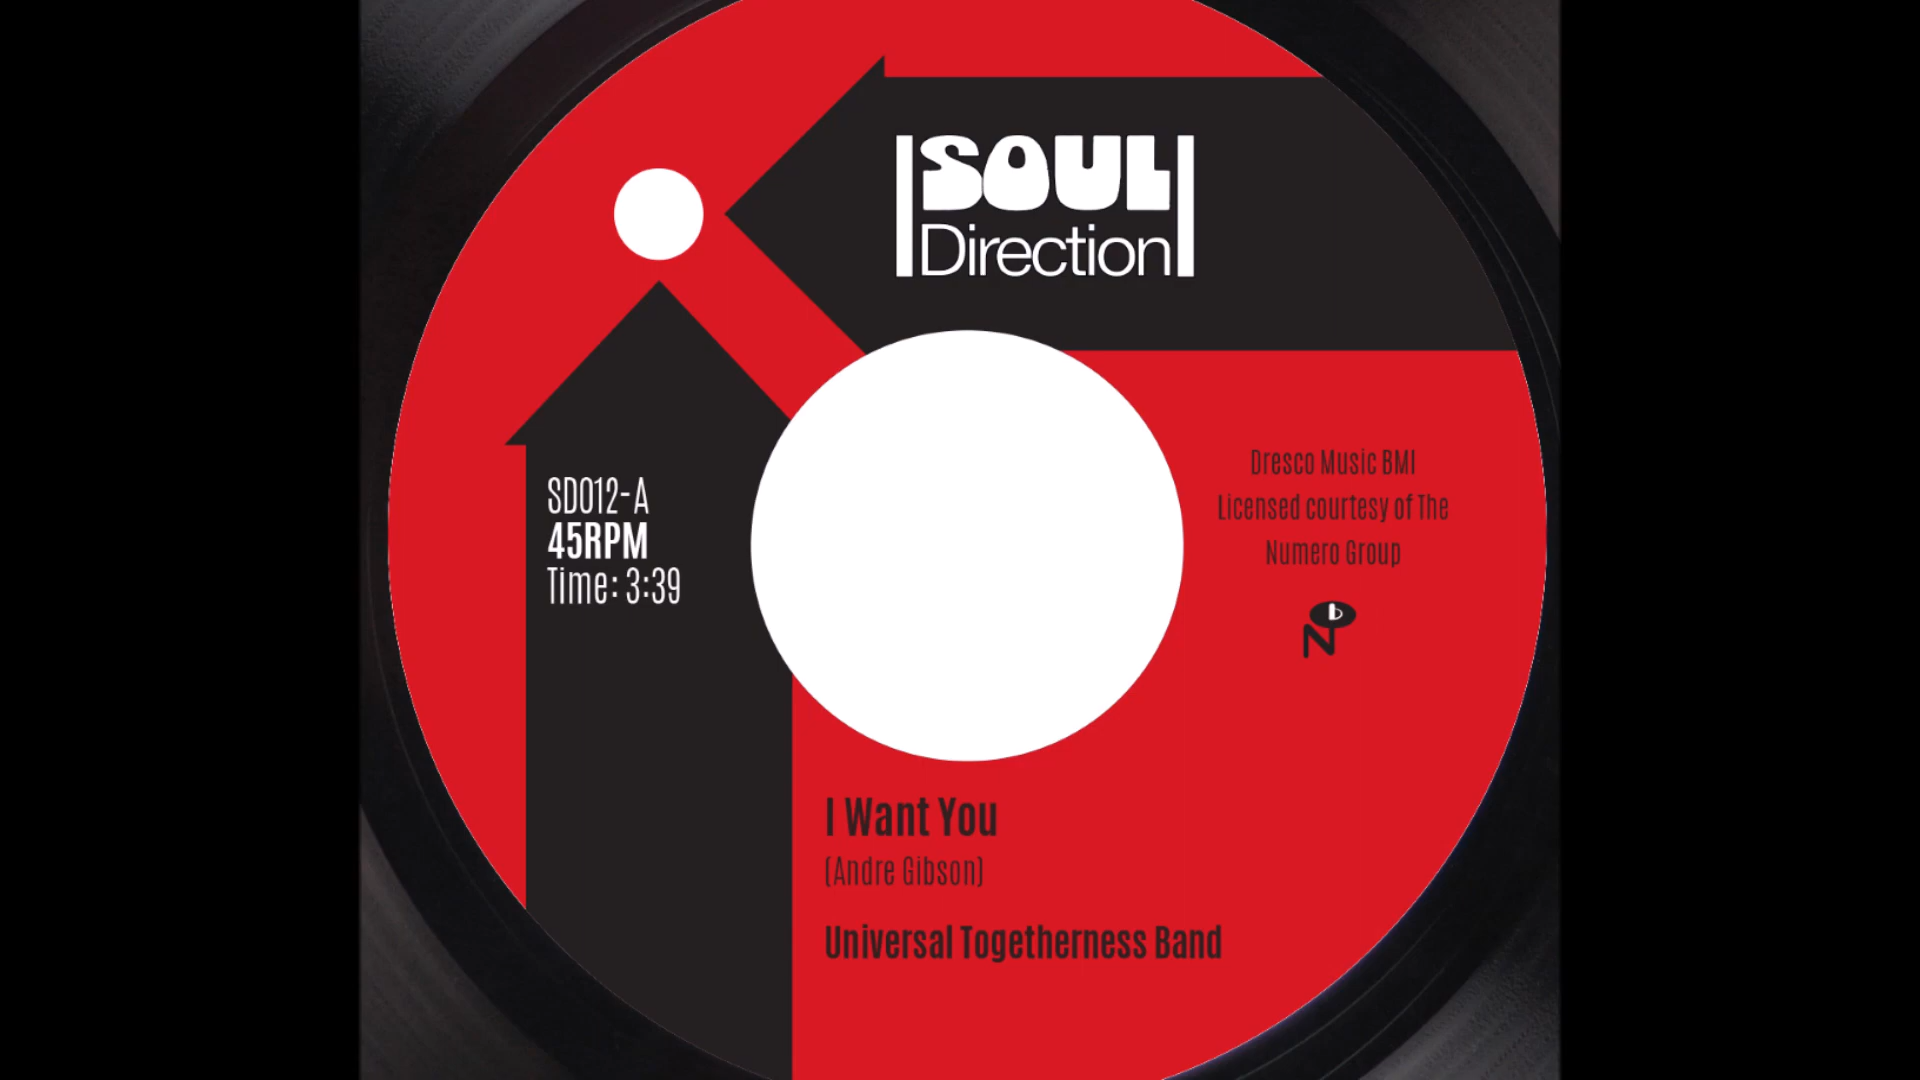 SOUL
Direction
SD012-A
45RPM
Time: 3:39
Dresco Music BMI
Licensed courtesy of The
Numero Group
N b
I Want You
(Andre Gibson)
Universal Togetherness Band